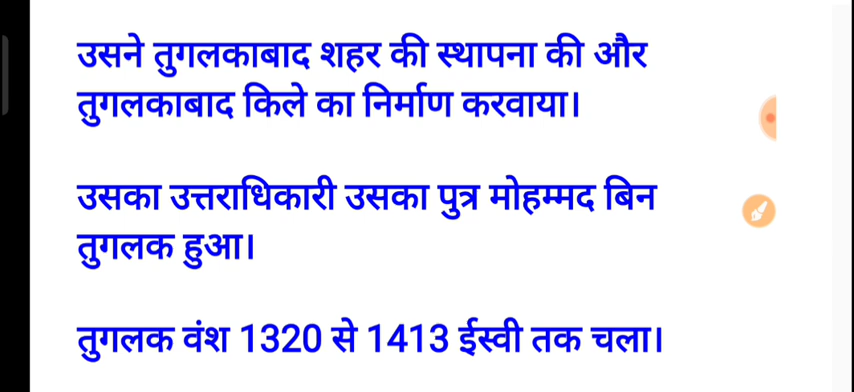 उसने तुगलकाबाद शहर की स्थापना की और
तुगलकाबाद किले का निर्माण करवाया।
उसका उत्तराधिकारी उसका पुत्र मोहम्मद बिन
तुगलक हुआ।
तुगलक वंश 1320 से 1413 ईस्वी तक चला।